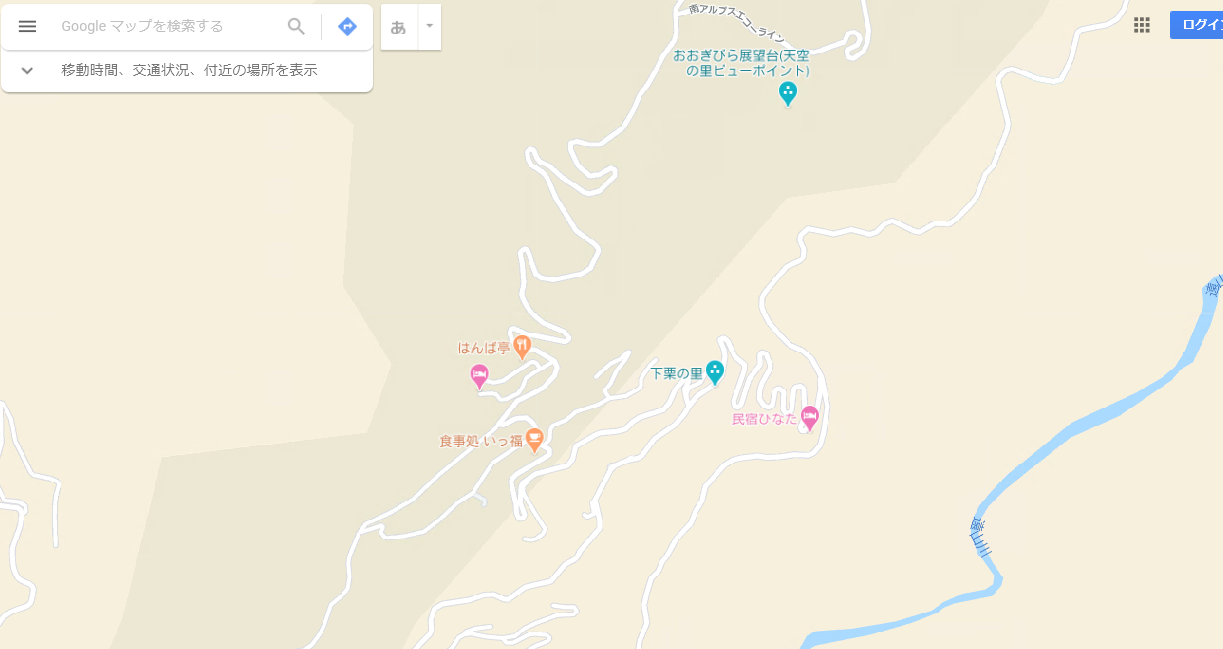 Google マップを検索する
あ
ログイン
移動時間、交通状況、付近の場所を表示
南アルプスエコーライン
おおぎびら展望台(天空
の里ビューポイント)
はんば亭
下栗の里
民宿ひなた
食事処 いっ福